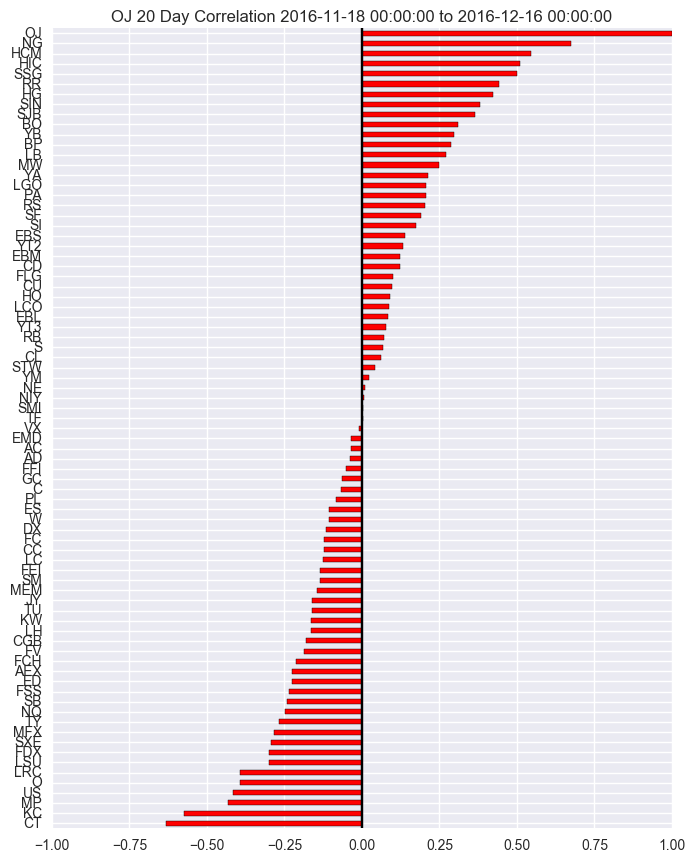 OJ 20 Day Correlation 2016-11-18 00:00:00 to 2016-12-16 00:00:00
OJ
NG
HCM
HIC
SSG
RR
HG
SIN
SJB
BO
YB
BP
LB
MW
YA
LGO
PA
RS
SF
SI
EBS
YT2
EBM
CD
FLG
CU
HO
LCO
EBL
YT3
RB
S
CL
STW
YM
NE
NIY
SMI
TF
VX
EMD
AC
AD
FFI
GC
C
PL
ES
W
DX
FC
CC
LC
FEI
SM
MEM
JY
TU
KW
LH
CGB
FV
FCH
AEX
ED
FSS
SB
NQ
TY
MFX
SXE
FDX
LSU
LRC
O
US
MP
KC
CT
−1.00 −0.75 −0.50 −0.25 0.00 0.25 0.50 0.75 1.00